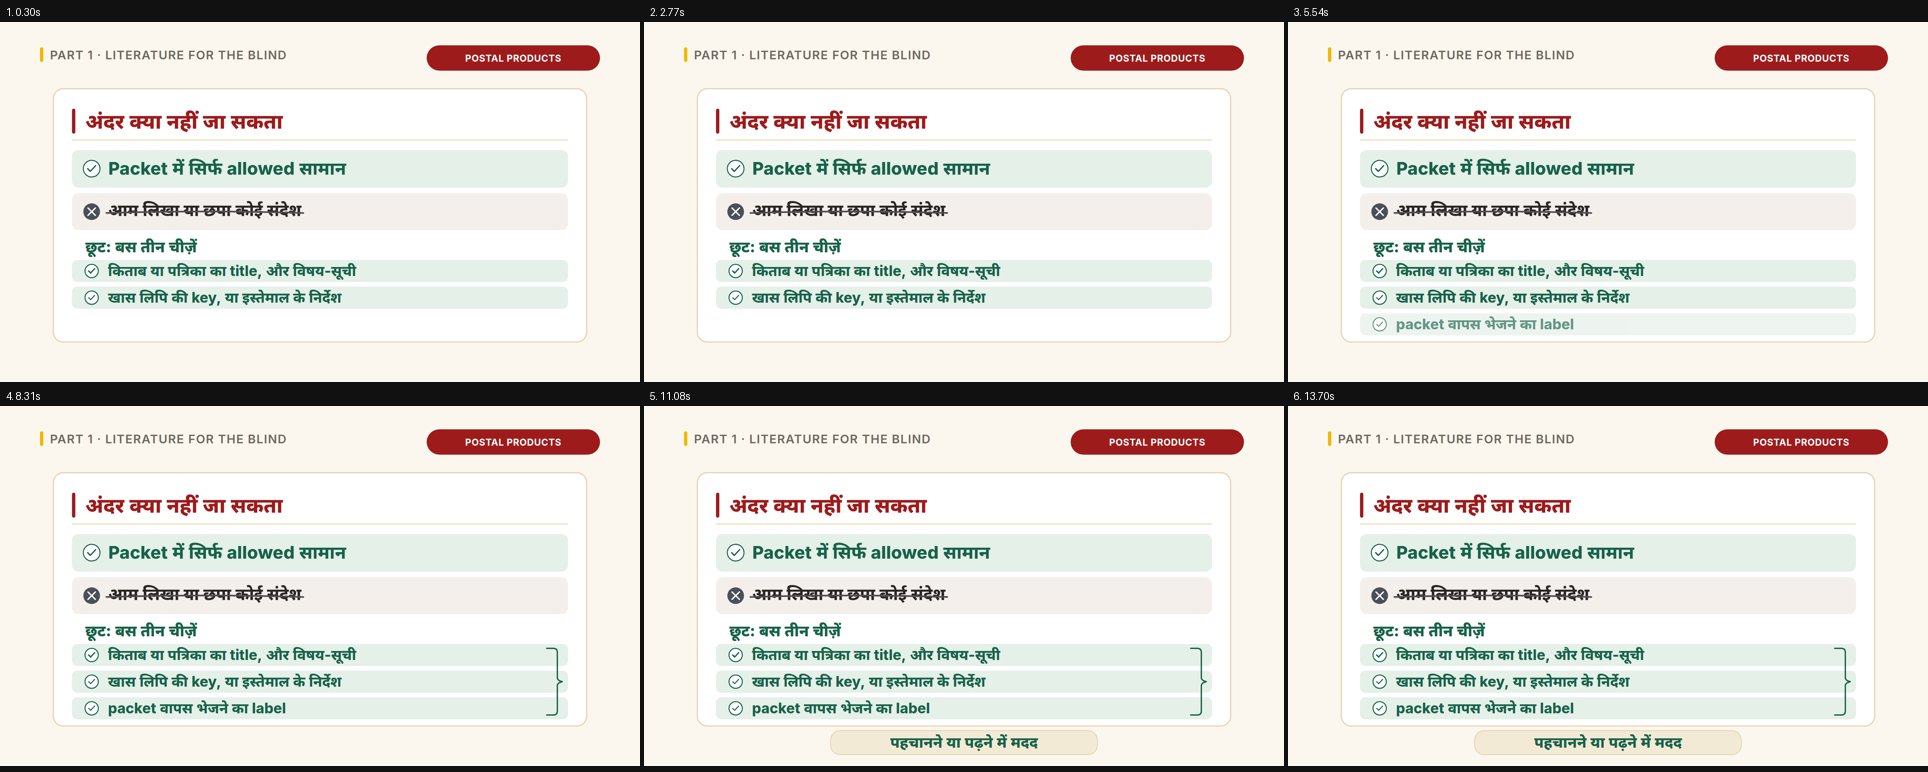 1. 0.30s
PART 1 · LITERATURE FOR THE BLIND
POSTAL PRODUCTS
अंदर क्या नहीं जा सकता
Packet में सिर्फ allowed सामान
आम लिखा या छपा कोई संदेश
छूट: बस तीन चीज़ें
किताब या पत्रिका का title, और विषय-सूची
खास लिपि की key, या इस्तेमाल के निर्देश
2. 2.77s
PART 1 · LITERATURE FOR THE BLIND
POSTAL PRODUCTS
अंदर क्या नहीं जा सकता
Packet में सिर्फ allowed सामान
आम लिखा या छपा कोई संदेश
छूट: बस तीन चीज़ें
किताब या पत्रिका का title, और विषय-सूची
खास लिपि की key, या इस्तेमाल के निर्देश
3. 5.54s
PART 1 · LITERATURE FOR THE BLIND
POSTAL PRODUCTS
अंदर क्या नहीं जा सकता
Packet में सिर्फ allowed सामान
आम लिखा या छपा कोई संदेश
छूट: बस तीन चीज़ें
किताब या पत्रिका का title, और विषय-सूची
खास लिपि की key, या इस्तेमाल के निर्देश
packet वापस भेजने का label
4. 8.31s
PART 1 · LITERATURE FOR THE BLIND
POSTAL PRODUCTS
अंदर क्या नहीं जा सकता
Packet में सिर्फ allowed सामान
आम लिखा या छपा कोई संदेश
छूट: बस तीन चीज़ें
किताब या पत्रिका का title, और विषय-सूची
खास लिपि की key, या इस्तेमाल के निर्देश
packet वापस भेजने का label
5. 11.08s
PART 1 · LITERATURE FOR THE BLIND
POSTAL PRODUCTS
अंदर क्या नहीं जा सकता
Packet में सिर्फ allowed सामान
आम लिखा या छपा कोई संदेश
छूट: बस तीन चीज़ें
किताब या पत्रिका का title, और विषय-सूची
खास लिपि की key, या इस्तेमाल के निर्देश
packet वापस भेजने का label
पहचानने या पढ़ने में मदद
6. 13.70s
PART 1 · LITERATURE FOR THE BLIND
POSTAL PRODUCTS
अंदर क्या नहीं जा सकता
Packet में सिर्फ allowed सामान
आम लिखा या छपा कोई संदेश
छूट: बस तीन चीज़ें
किताब या पत्रिका का title, और विषय-सूची
खास लिपि की key, या इस्तेमाल के निर्देश
packet वापस भेजने का label
पहचानने या पढ़ने में मदद